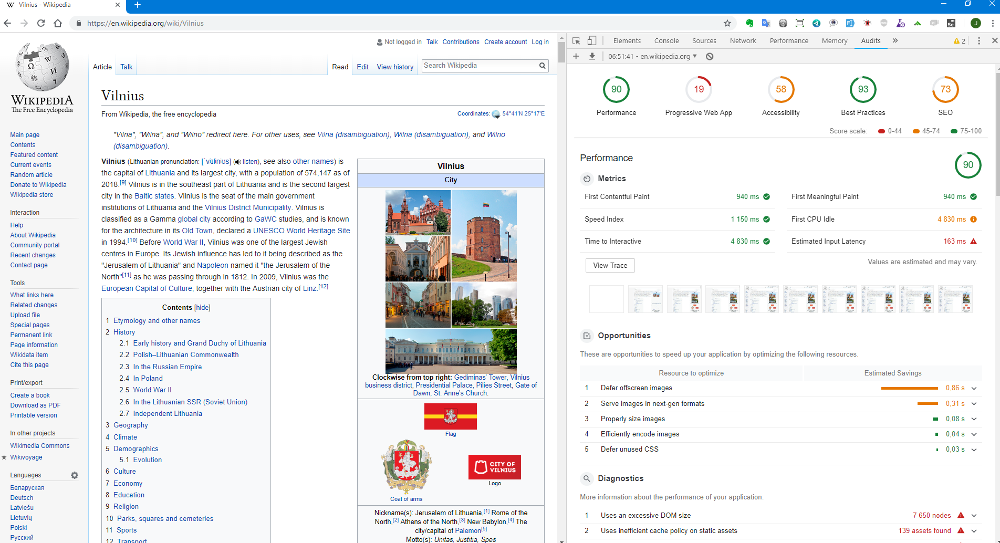 Vilnius - Wikipedia
https://en.wikipedia.org/wiki/Vilnius
Se
J
WIKIPEDIA
The Free Encyclopedia
Main page
Contents
Featured content
Current events
Random article
Donate to Wikipedia
Wikipedia store
Interaction
Help
About Wikipedia
Community portal
Recent changes
Contact page
Tools
What links here
Related changes
Upload file
Special pages
Permanent link
Page information
Wikidata item
Cite this page
Print/export
Create a book
Download as PDF
Printable version
In other projects
Wikimedia Commons
Wikivoyage
Languages
Беларуская
Deutsch
Latviešu
Lietuvių
Polski
Русский
Not logged in Talk Contributions Create account Log in
Article Talk Read Edit View history Search Wikipedia
Vilnius
From Wikipedia, the free encyclopedia
Coordinates: 54°41′N 25°17′E
"Vilna", "Wilna", and "Wilno" redirect here. For other uses, see Vilna (disambiguation), Wilna (disambiguation), and Wilno
(disambiguation).
Vilnius (Lithuanian pronunciation: [ˈvɪɪlnʲʊs] (listen), see also other names) is
the capital of Lithuania and its largest city, with a population of 574,147 as of
2018.[9] Vilnius is in the southeast part of Lithuania and is the second largest
city in the Baltic states. Vilnius is the seat of the main government
institutions of Lithuania and the Vilnius District Municipality. Vilnius is
classified as a Gamma global city according to GaWC studies, and is known
for the architecture in its Old Town, declared a UNESCO World Heritage Site
in 1994.[10] Before World War II, Vilnius was one of the largest Jewish
centres in Europe. Its Jewish influence has led to it being described as the
"Jerusalem of Lithuania" and Napoleon named it "the Jerusalem of the
North"[11] as he was passing through in 1812. In 2009, Vilnius was the
European Capital of Culture, together with the Austrian city of Linz.[12]
Contents [hide]
1 Etymology and other names
2 History
2.1 Early history and Grand Duchy of Lithuania
2.2 Polish–Lithuanian Commonwealth
2.3 In the Russian Empire
2.4 In Poland
2.5 World War II
2.6 In the Lithuanian SSR (Soviet Union)
2.7 Independent Lithuania
3 Geography
4 Climate
5 Demographics
5.1 Evolution
6 Culture
7 Economy
8 Education
9 Religion
10 Parks, squares and cemeteries
11 Sports
12 Transport
Vilnius
City
Clockwise from top right: Gediminas' Tower, Vilnius
business district, Presidential Palace, Pilies Street, Gate of
Dawn, St. Anne's Church.
Flag
Coat of arms
CITY OF
VILNIUS
Logo
Nickname(s): Jerusalem of Lithuania,[1] Rome of the
North,[2] Athens of the North,[3] New Babylon,[4] The
city/capital of Palemon[5]
Motto(s): Unitas, Justitia, Spes
Elements Console Sources Network Performance Memory Audits 2
06:51:41 - en.wikipedia.org
90 19 58 93 73
Performance Progressive Web App Accessibility Best Practices SEO
Score scale: 0-44 45-74 75-100
Performance
90
Metrics
First Contentful Paint 940 ms First Meaningful Paint 940 ms
Speed Index 1 150 ms First CPU Idle 4 830 ms
Time to Interactive 4 830 ms Estimated Input Latency 163 ms
View Trace
Values are estimated and may vary.
Opportunities
These are opportunities to speed up your application by optimizing the following resources.
Resource to optimize Estimated Savings
1 Defer offscreen images 0,86 s
2 Serve images in next-gen formats 0,31 s
3 Properly size images 0,08 s
4 Efficiently encode images 0,04 s
5 Defer unused CSS 0,03 s
Diagnostics
More information about the performance of your application.
1 Uses an excessive DOM size 7 650 nodes
2 Uses inefficient cache policy on static assets 139 assets found